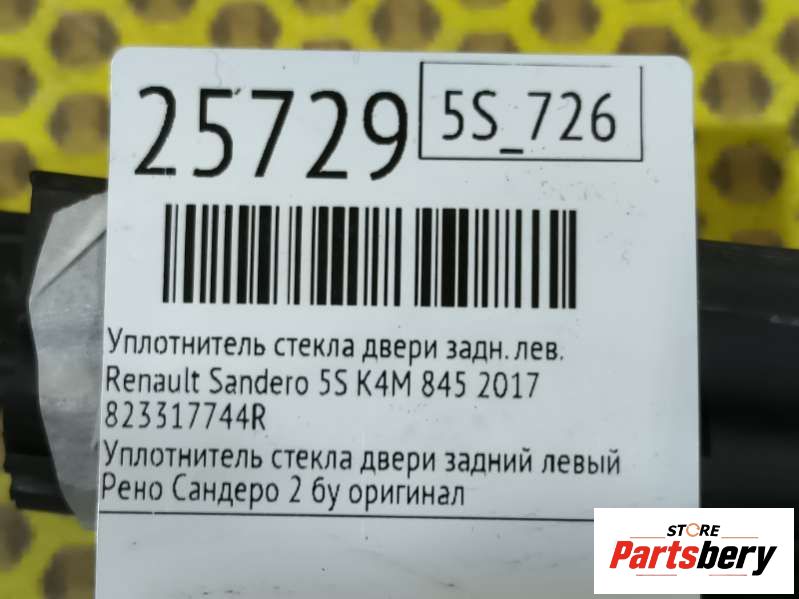 25729
5S_726
Уплотнитель стекла двери задн. лев.
Renault Sandero 5S K4M 845 2017
823317744R
Уплотнитель стекла двери задний левый
Рено Сандеро 2 бу оригинал
STORE
Partsbery